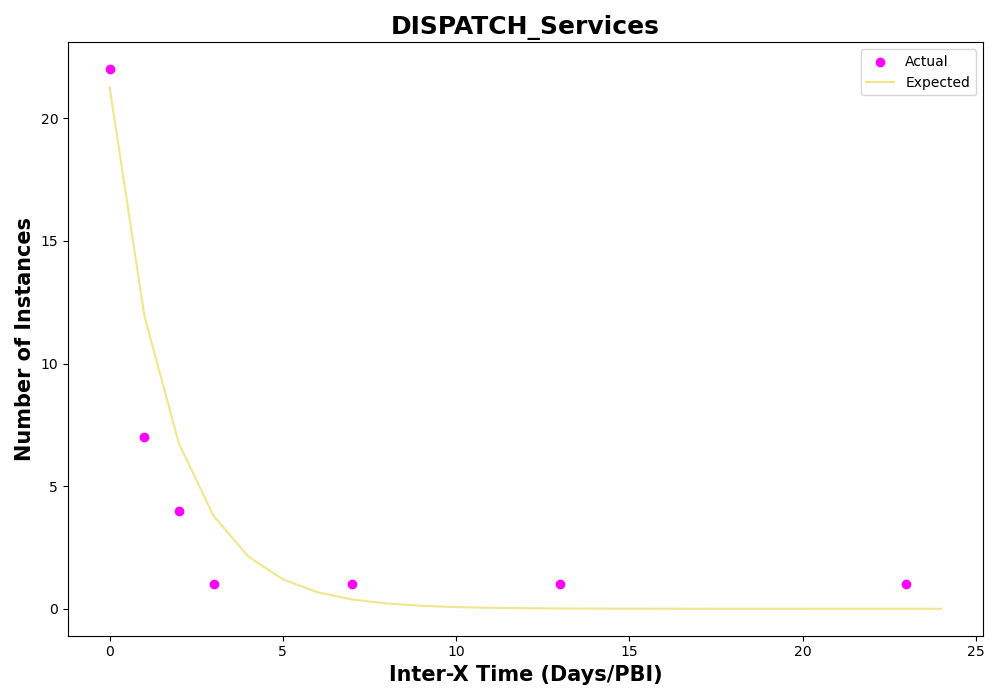 DISPATCH_Services
Actual
Expected
Number of Instances
20
15
10
5
0
0
5
10
15
20
25
Inter-X Time (Days/PBI)